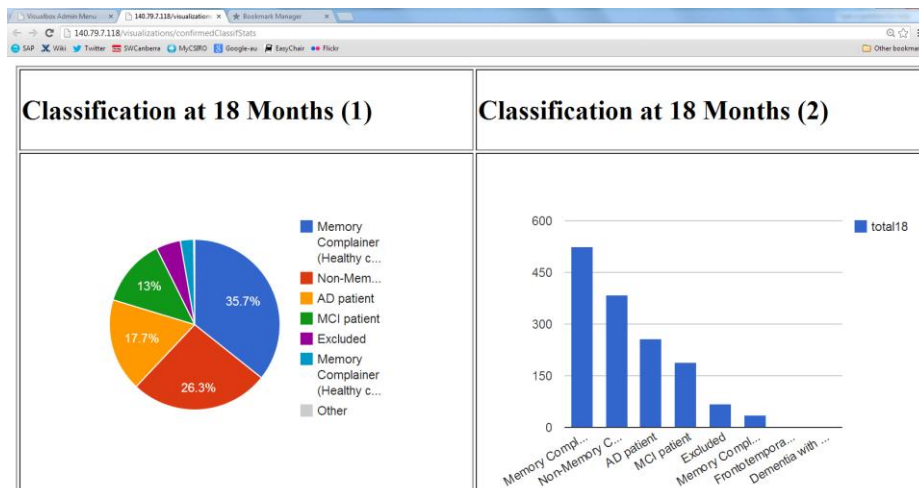 Visualbox Admin Menu
140.79.7.118/visualizations
Bookmark Manager
140.79.7.118/visualizations/confirmedClassifStats
SAP Wiki Twitter SWCanberra MyCSIRO Google-au EasyChair Flickr
Other bookmar
Classification at 18 Months (1)
Classification at 18 Months (2)
35.7%
26.3%
17.7%
13%
Memory
Complainer
(Healthy c...
Non-Mem...
AD patient
MCI patient
Excluded
Memory
Complainer
(Healthy c...
Other
600
450
300
150
0
total18
Memory Compl...
Non-Memory C...
AD patient
MCI patient
Excluded
Memory Compl...
Frontotempora...
Dementia with ...